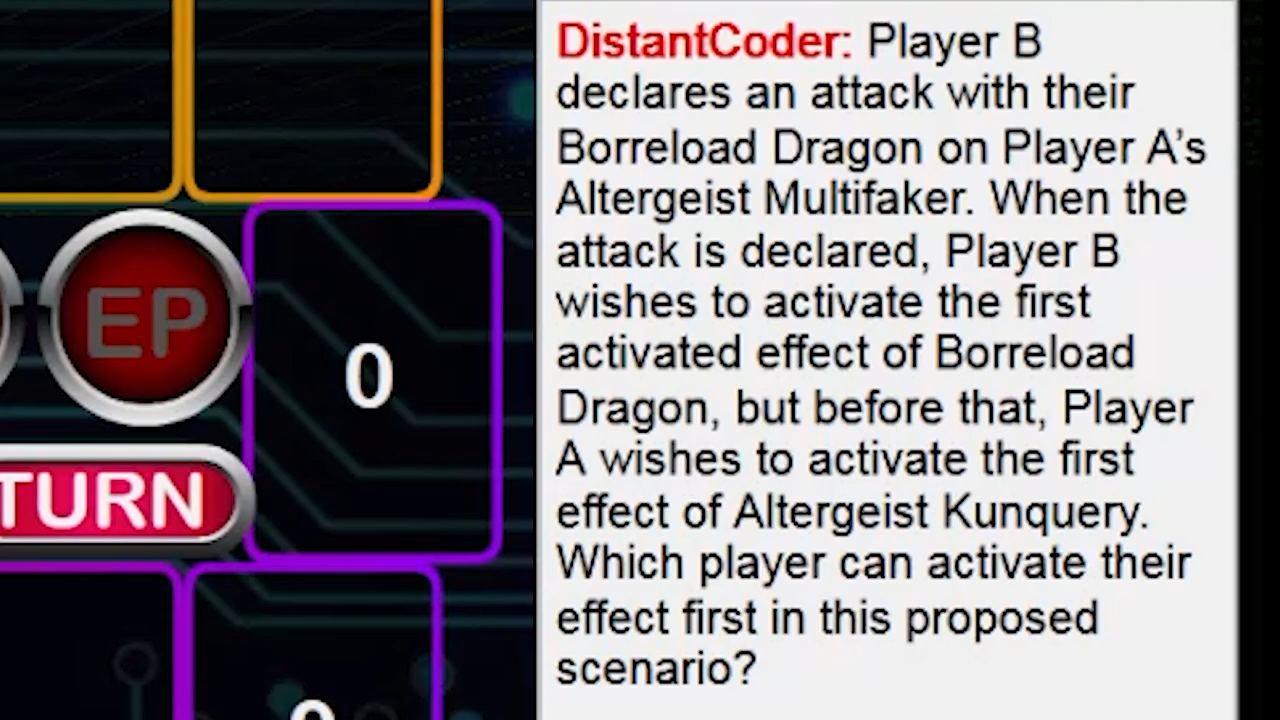 DistantCoder: Player B
declares an attack with their
Borreload Dragon on Player A's
Altergeist Multifaker. When the
attack is declared, Player B
wishes to activate the first
activated effect of Borreload
Dragon, but before that, Player
A wishes to activate the first
effect of Altergeist Kunquery.
Which player can activate their
effect first in this proposed
scenario?
EP
0
TURN